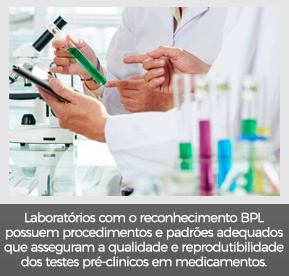 Laboratórios com o reconhecimento BPL
possuem procedimentos e padrões adequados
que asseguram a qualidade e reprodutibilidade
dos testes pré-clinicos em medicamentos.